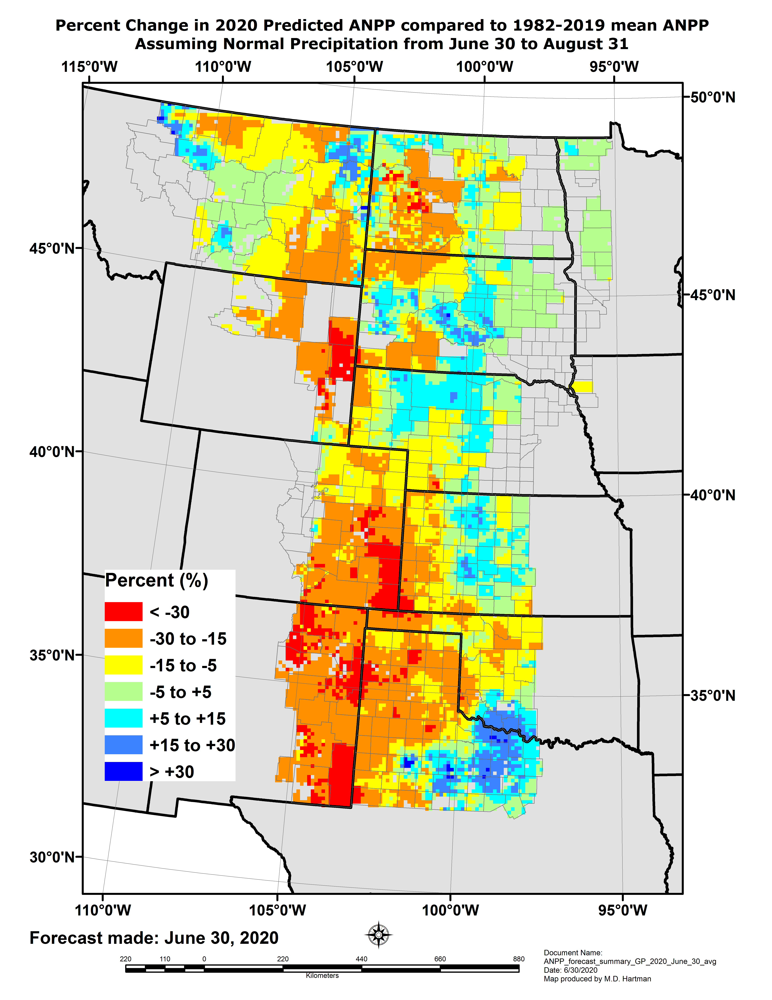 Percent Change in 2020 Predicted ANPP compared to 1982-2019 mean ANPP
Assuming Normal Precipitation from June 30 to August 31
115°0'W 110°0'W 105°0'W 100°0'W 95°0'W
50°0'N
45°0'N
45°0'N
40°0'N
40°0'N
Percent (%)
< -30
-30 to -15
-15 to -5
-5 to +5
+5 to +15
+15 to +30
> +30
35°0'N
35°0'N
30°0'N
110°0'W 105°0'W 100°0'W 95°0'W
Forecast made: June 30, 2020
220 110 0 220 440 660 880
Kilometers
Document Name:
ANPP_forecast_summary_GP_2020_June_30_avg
Date: 6/30/2020
Map produced by M.D. Hartman